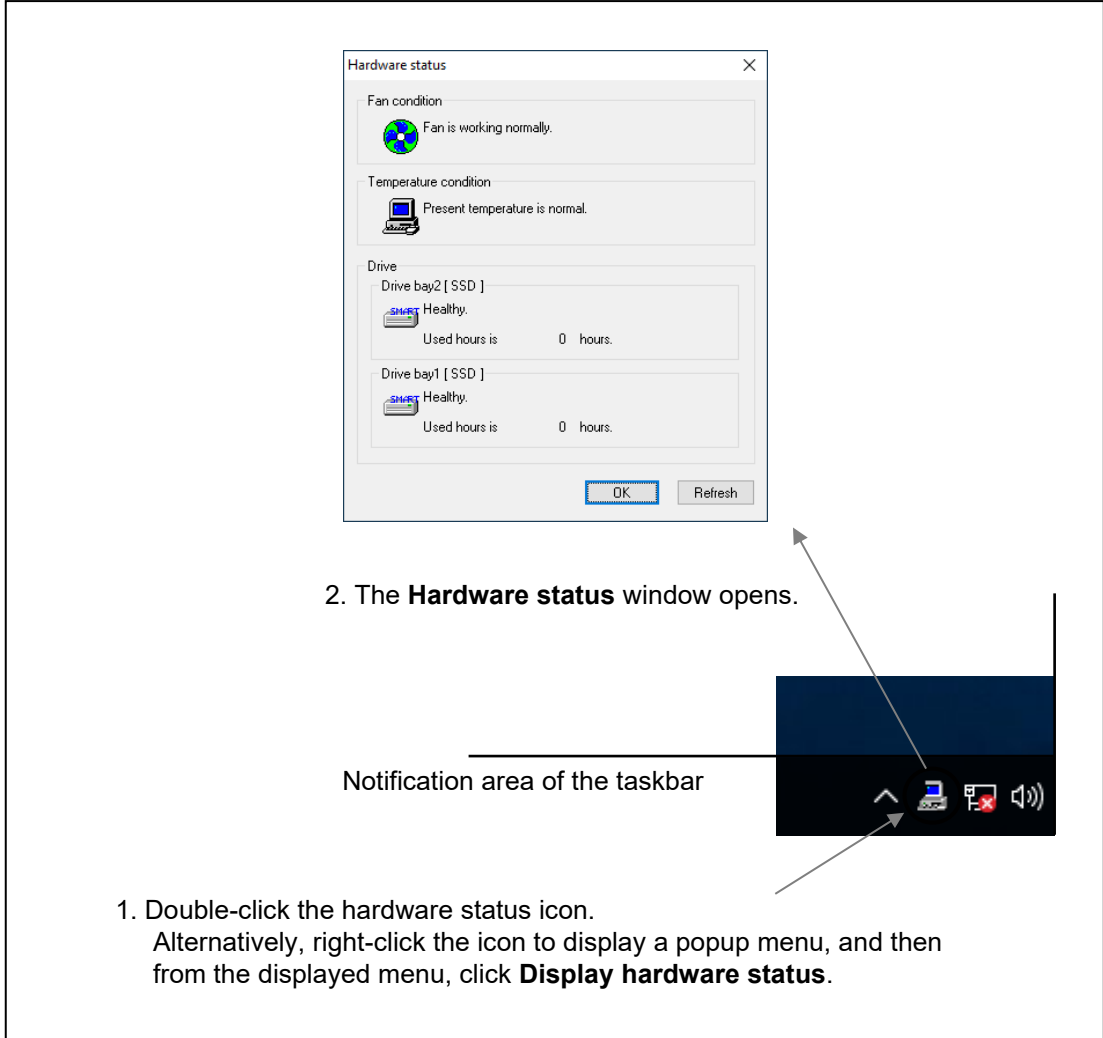 Hardware status
Fan condition
Fan is working normally.
Temperature condition
Present temperature is normal.
Drive
Drive bay2 [ SSD ]
SMART Healthy.
Used hours is 0 hours.
Drive bay1 [ SSD ]
SMART Healthy.
Used hours is 0 hours.
OK Refresh
2. The Hardware status window opens.
Notification area of the taskbar
1. Double-click the hardware status icon.
Alternatively, right-click the icon to display a popup menu, and then
from the displayed menu, click Display hardware status.